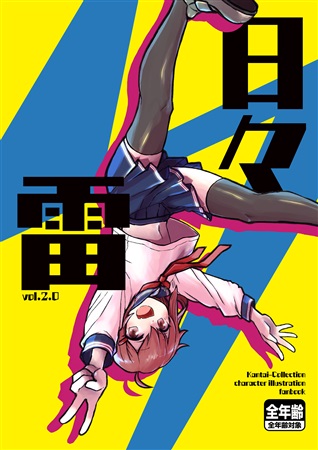 日々
雷
vol.2.0
Kantai-Collection
character illustration
fanbook
全年齢
全年齢対象